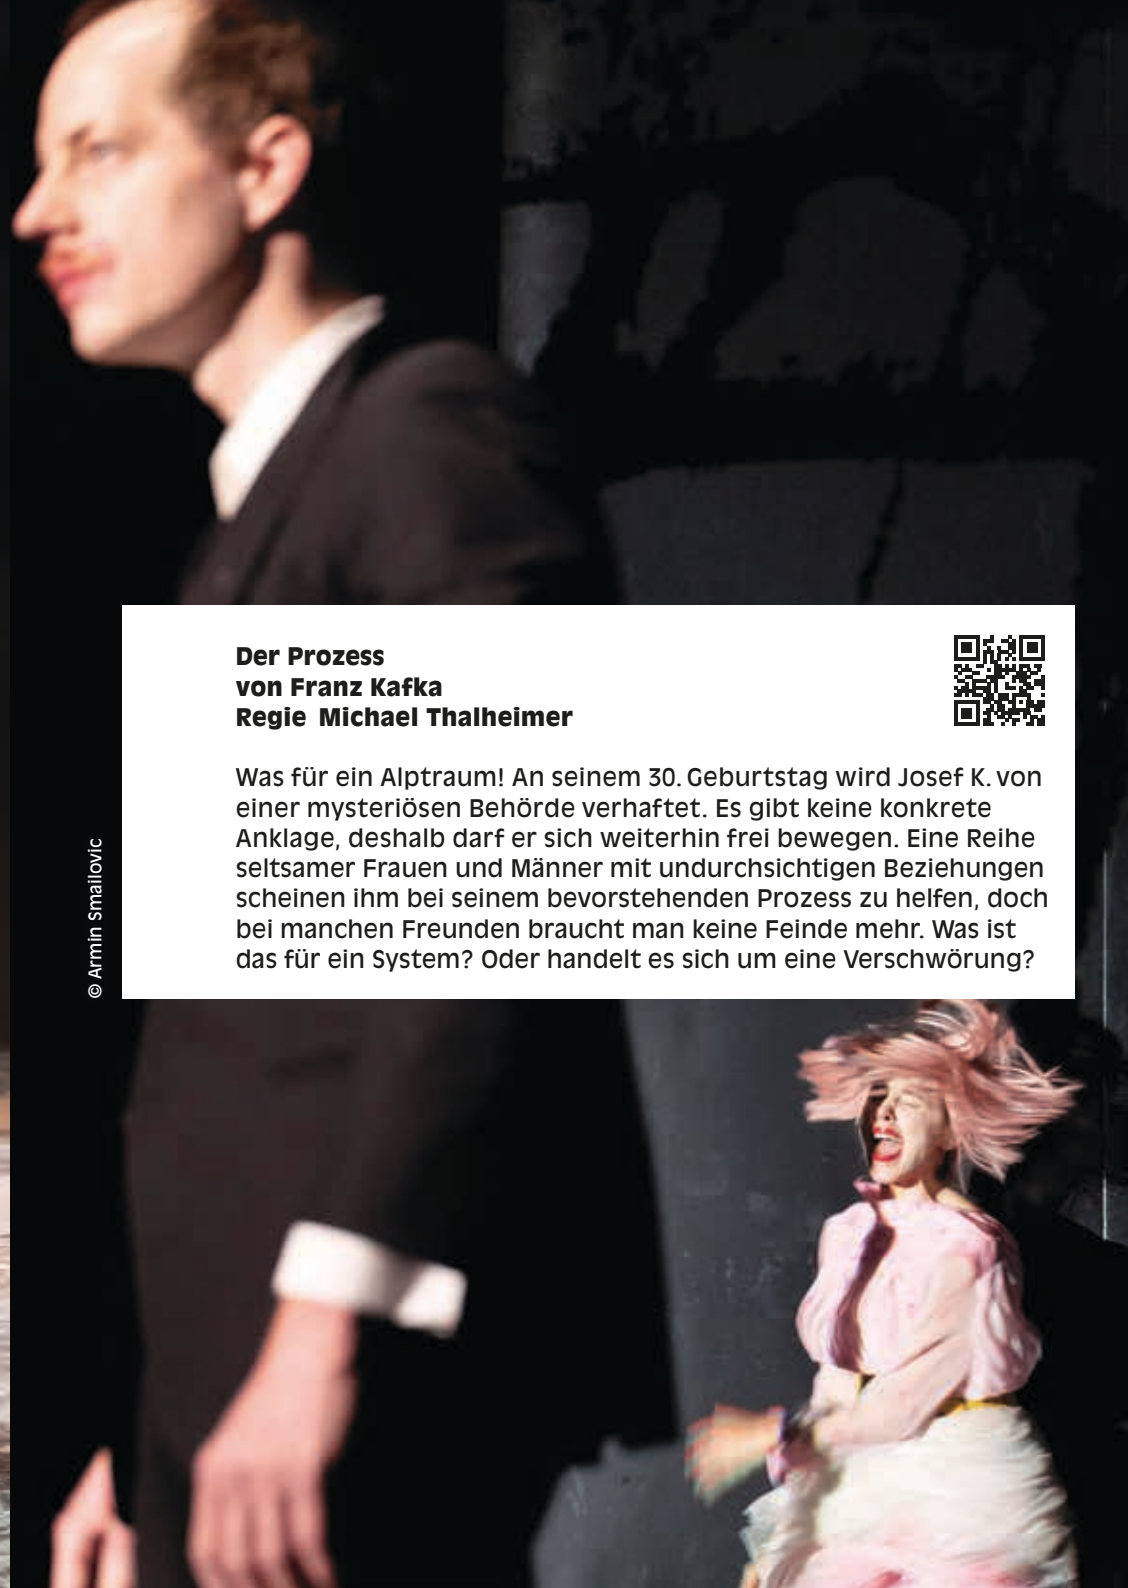 Der Prozess
von Franz Kafka
Regie Michael Thalheimer
Was für ein Alptraum! An seinem 30. Geburtstag wird Josef K. von
einer mysteriösen Behörde verhaftet. Es gibt keine konkrete
Anklage, deshalb darf er sich weiterhin frei bewegen. Eine Reihe
seltsamer Frauen und Männer mit undurchsichtigen Beziehungen
scheinen ihm bei seinem bevorstehenden Prozess zu helfen, doch
bei manchen Freunden braucht man keine Feinde mehr. Was ist
das für ein System? Oder handelt es sich um eine Verschwörung?
© Armin Smailovic